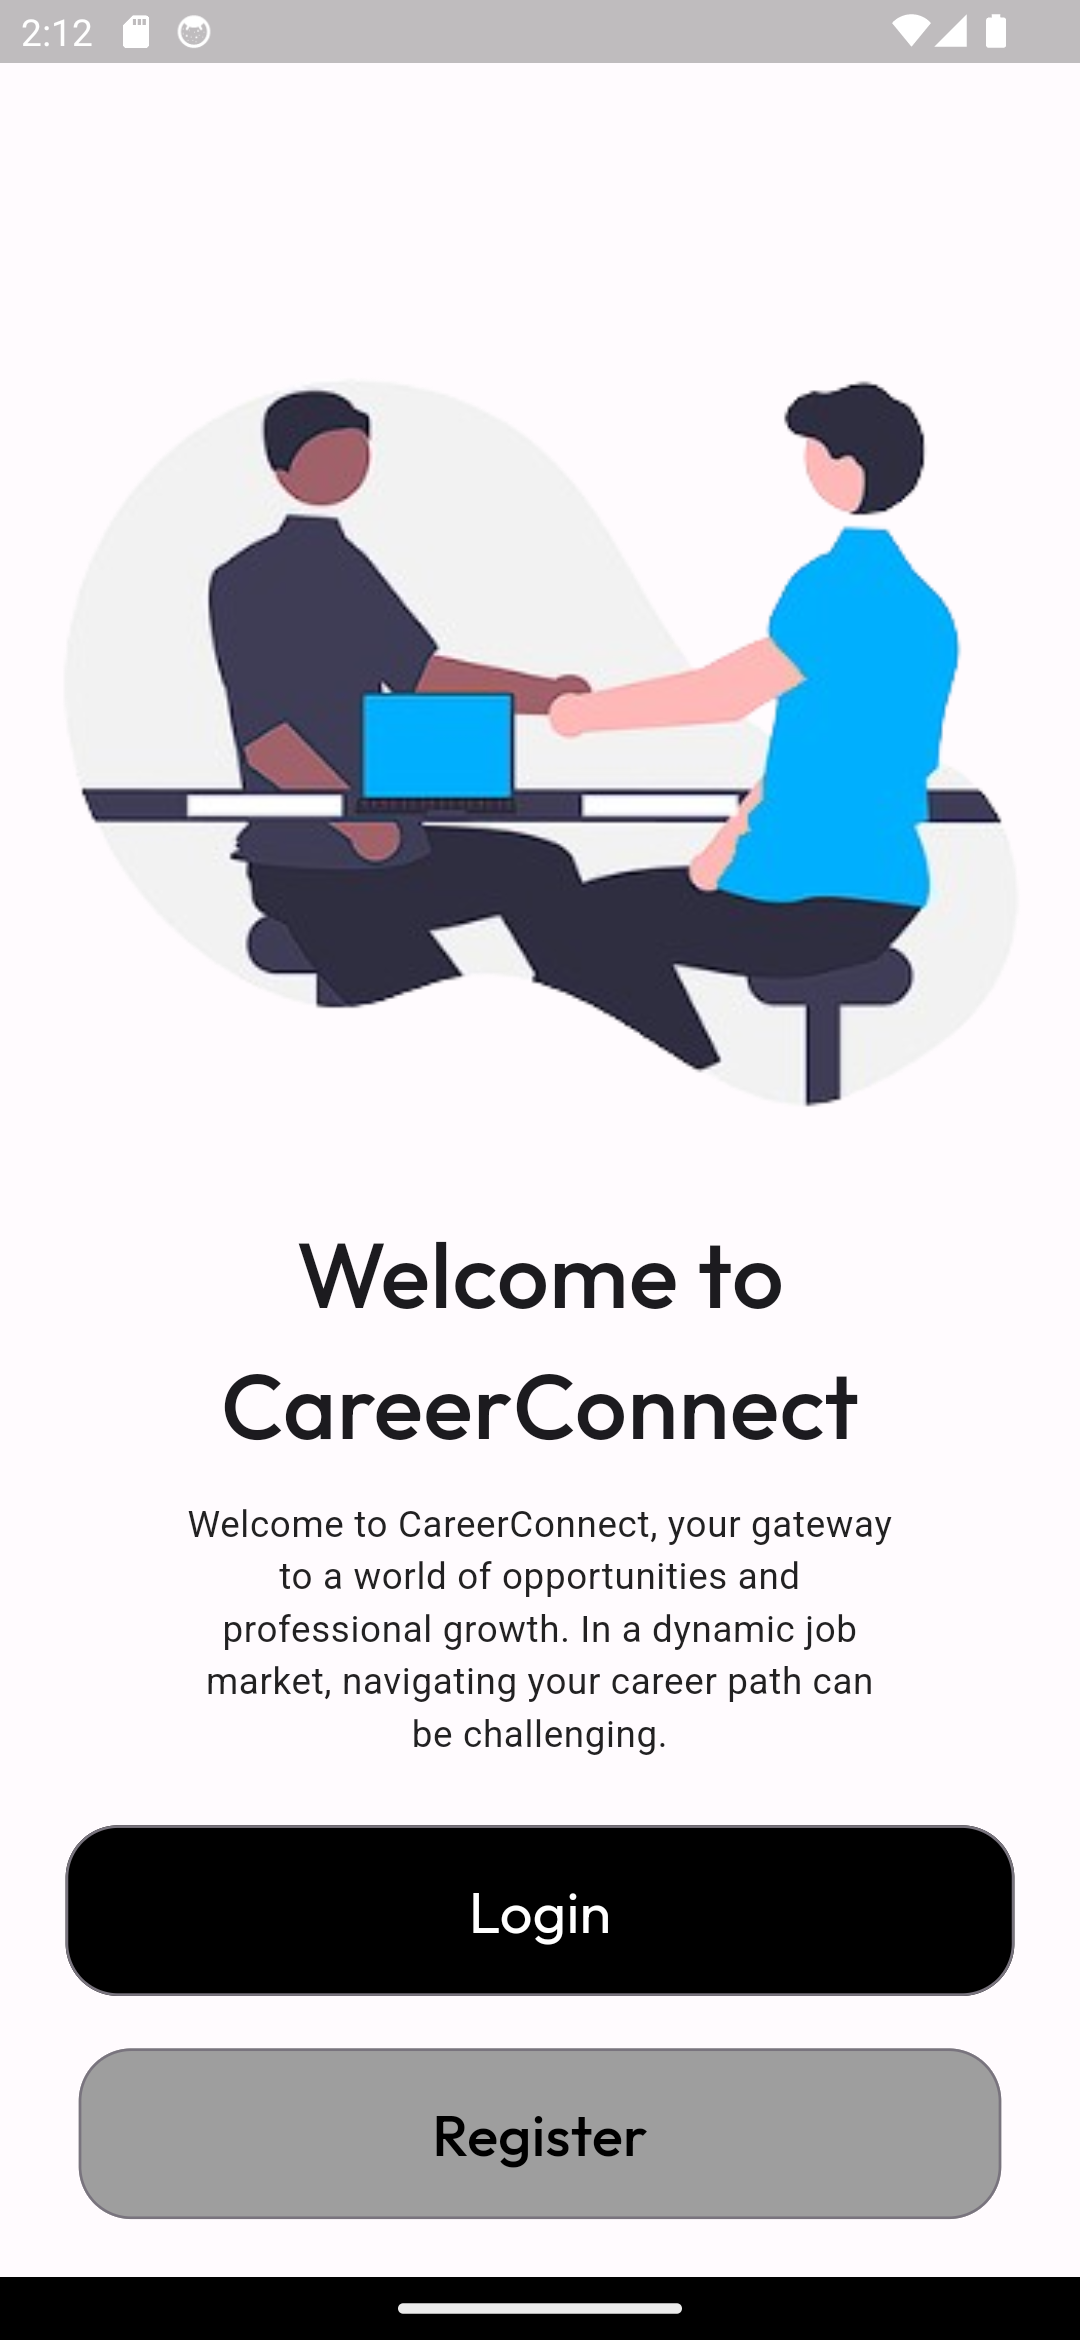 2:12
Welcome to
CareerConnect
Welcome to CareerConnect, your gateway
to a world of opportunities and
professional growth. In a dynamic job
market, navigating your career path can
be challenging.
Login
Register